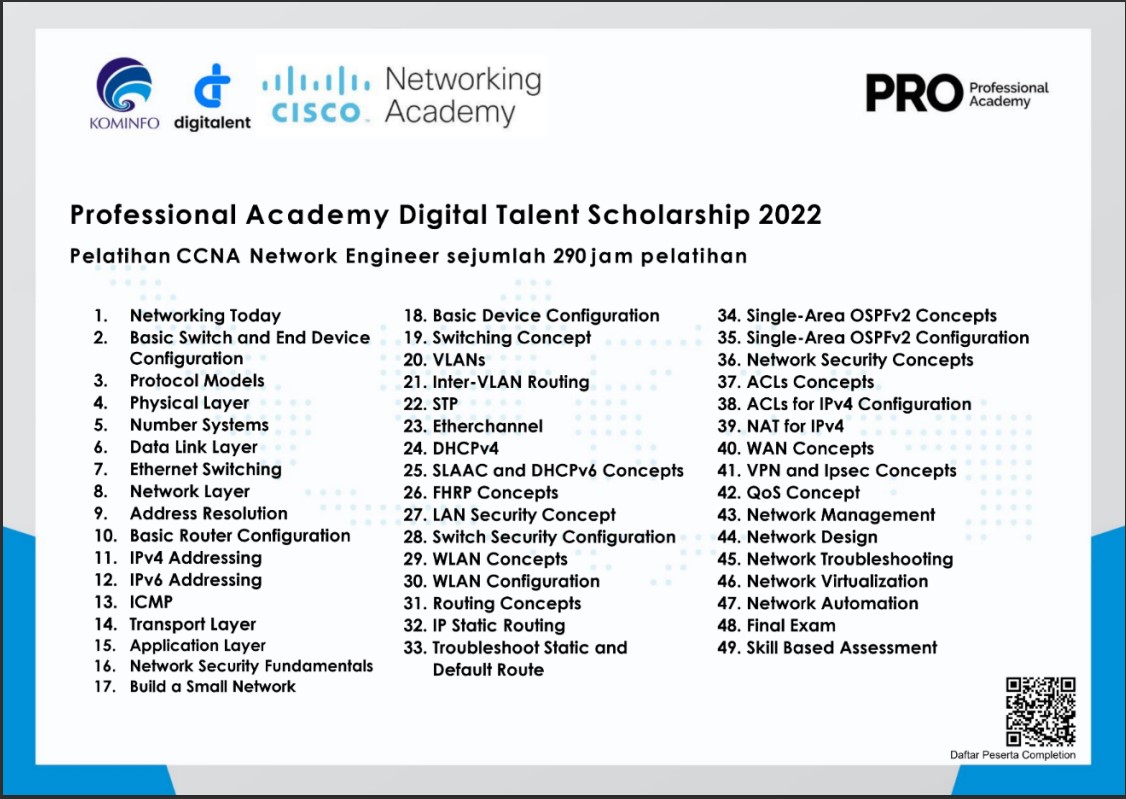 KOMINFO
digitalent
CISCO
Networking
Academy
PRO
Professional
Academy
Professional Academy Digital Talent Scholarship 2022
Pelatihan CCNA Network Engineer sejumlah 290 jam pelatihan
1. Networking Today
2. Basic Switch and End Device
Configuration
3. Protocol Models
4. Physical Layer
5. Number Systems
6. Data Link Layer
7. Ethernet Switching
8. Network Layer
9. Address Resolution
10. Basic Router Configuration
11. IPv4 Addressing
12. IPv6 Addressing
13. ICMP
14. Transport Layer
15. Application Layer
16. Network Security Fundamentals
17. Build a Small Network
18. Basic Device Configuration
19. Switching Concept
20. VLANs
21. Inter-VLAN Routing
22. STP
23. Etherchannel
24. DHCPv4
25. SLAAC and DHCPv6 Concepts
26. FHRP Concepts
27. LAN Security Concept
28. Switch Security Configuration
29. WLAN Concepts
30. WLAN Configuration
31. Routing Concepts
32. IP Static Routing
33. Troubleshoot Static and
Default Route
34. Single-Area OSPFv2 Concepts
35. Single-Area OSPFv2 Configuration
36. Network Security Concepts
37. ACLs Concepts
38. ACLs for IPv4 Configuration
39. NAT for IPv4
40. WAN Concepts
41. VPN and Ipsec Concepts
42. QoS Concept
43. Network Management
44. Network Design
45. Network Troubleshooting
46. Network Virtualization
47. Network Automation
48. Final Exam
49. Skill Based Assessment
Daftar Peserta Completion